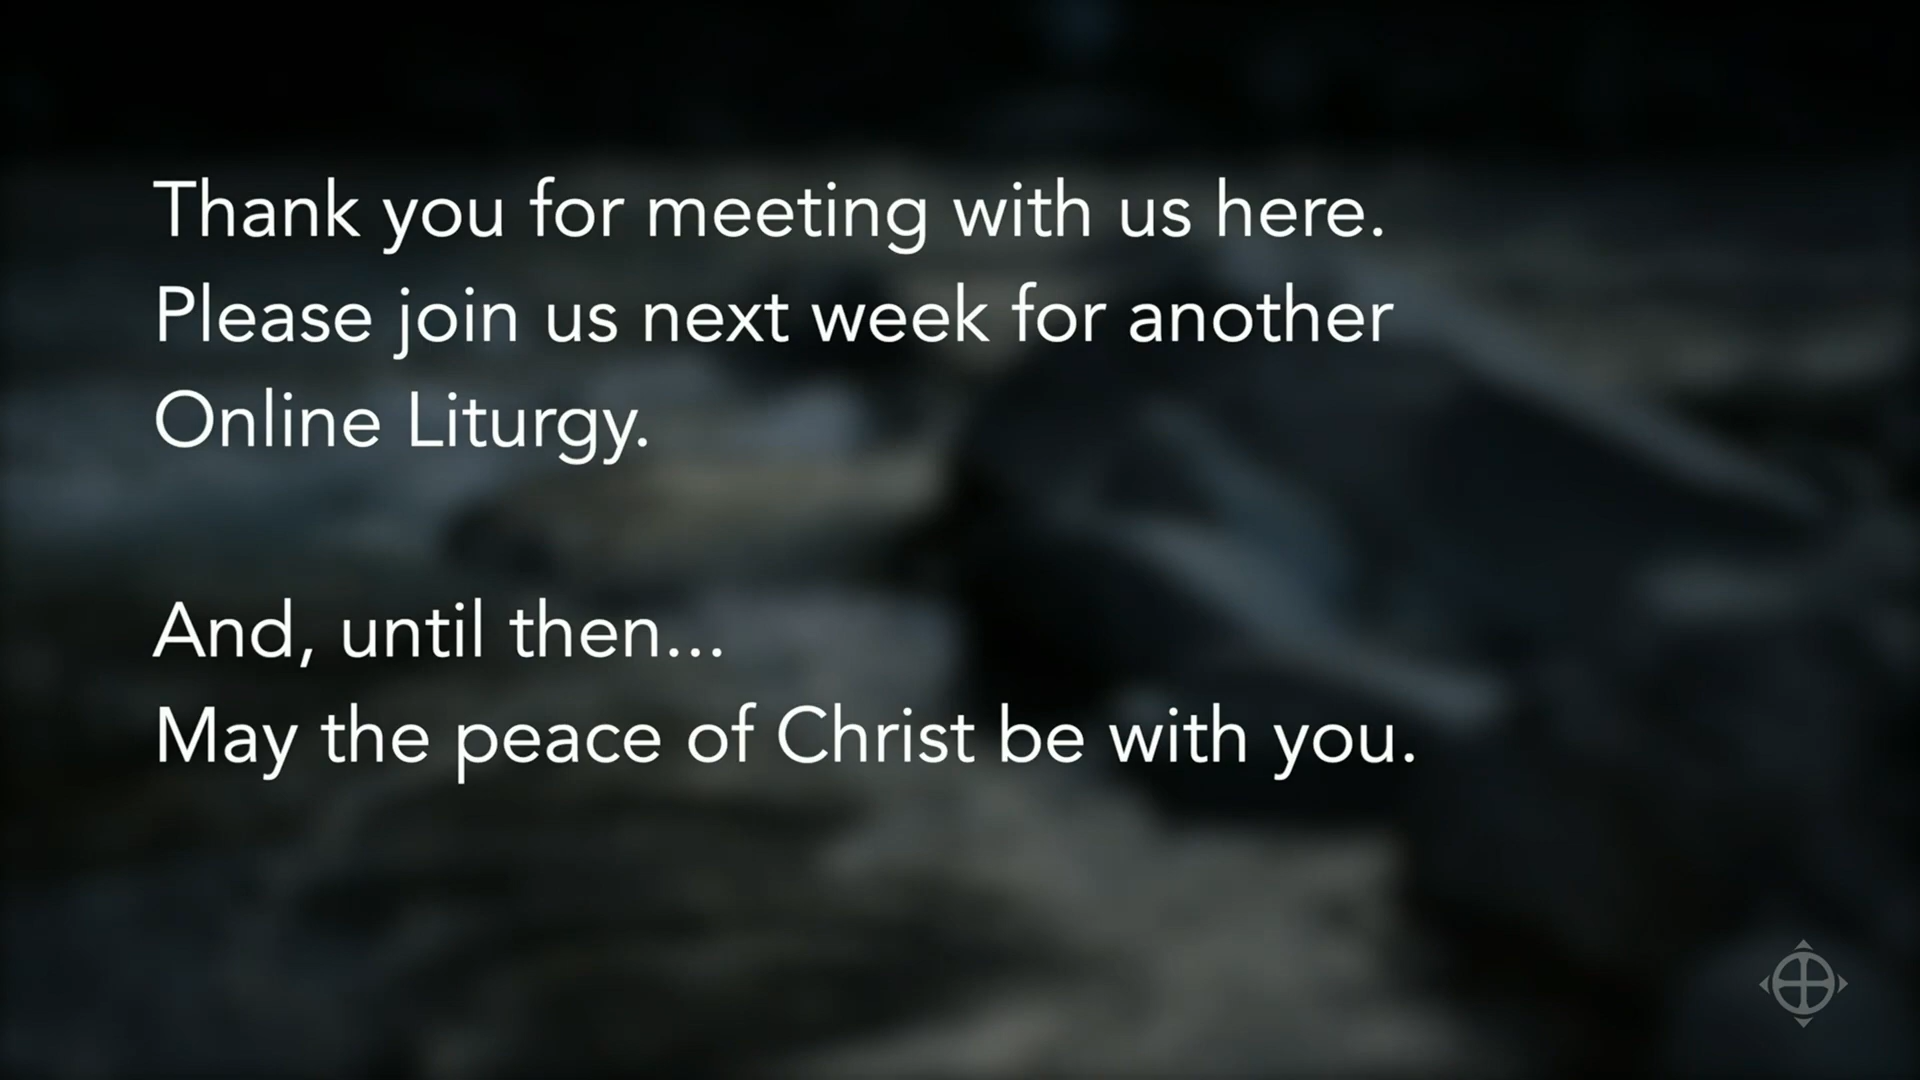 Thank you for meeting with us here.
Please join us next week for another
Online Liturgy.
And, until then...
May the peace of Christ be with you.